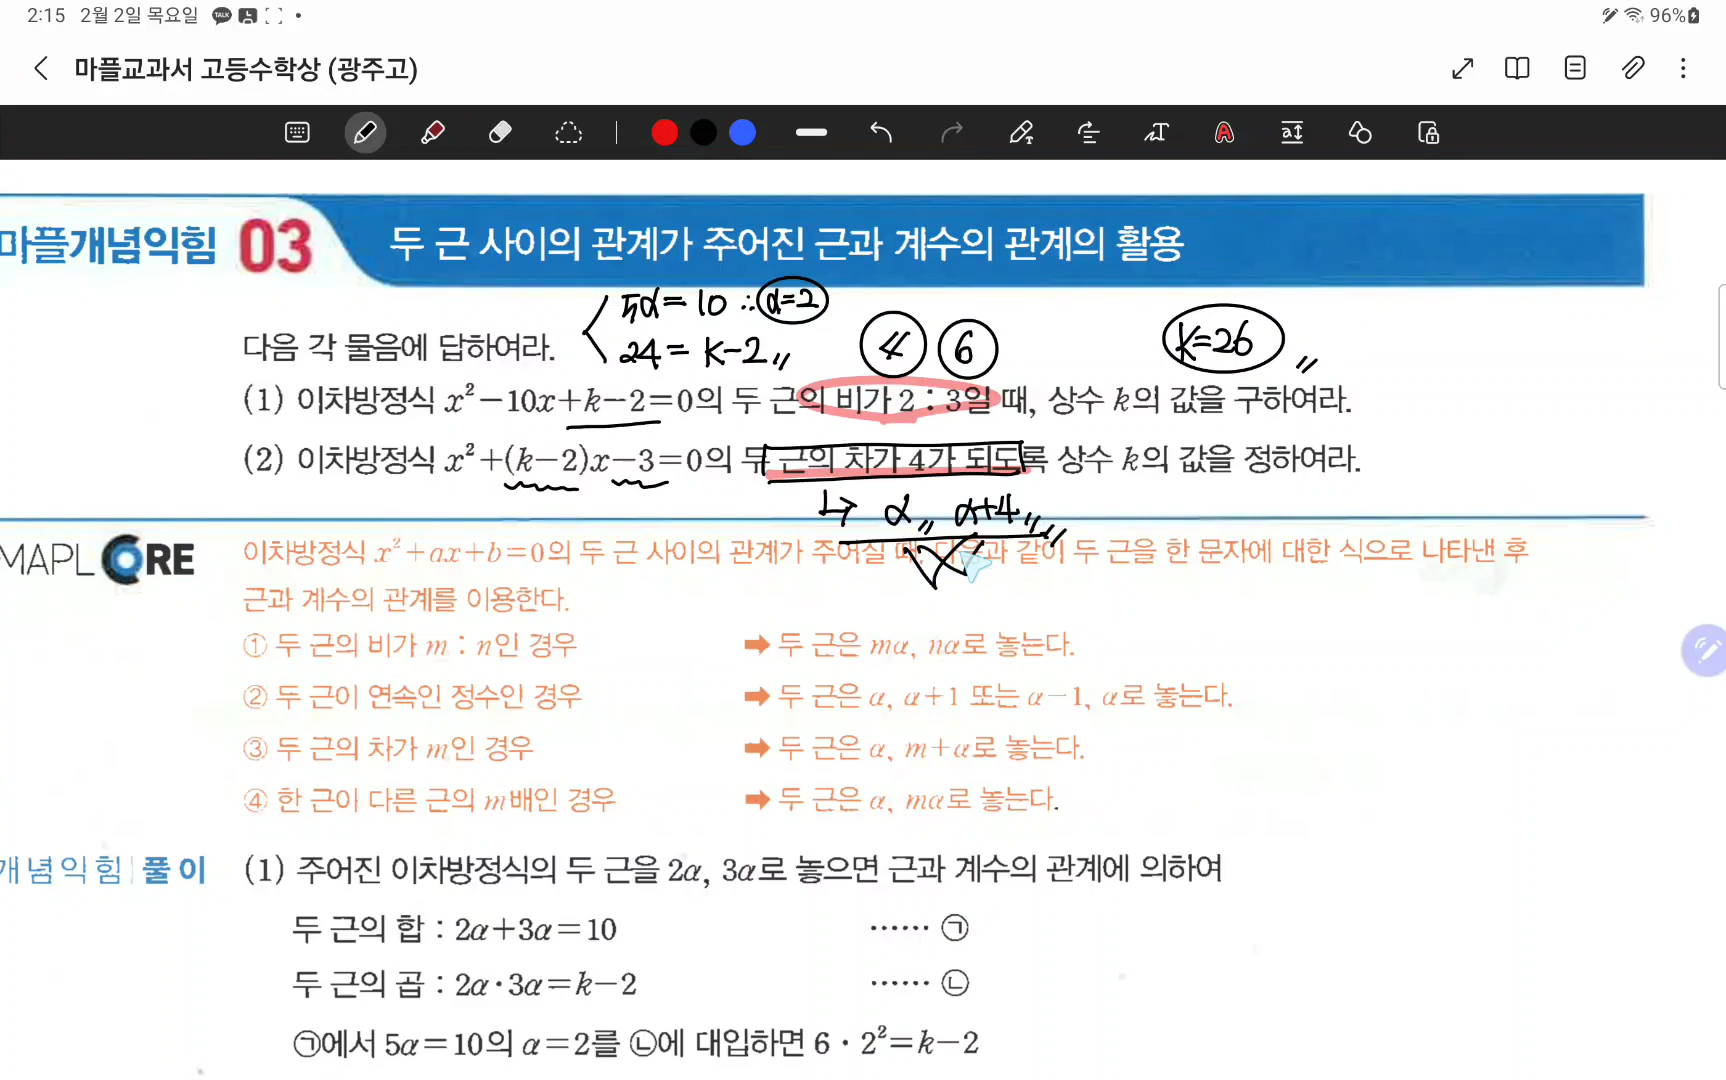 2:15 2월 2일 목요일
96%
마플교과서 고등수학상 (광주고)
마플개념익힘 03 두 근 사이의 관계가 주어진 근과 계수의 관계의 활용
5α=10 ∴ α=2
24=k-2
4 6
k=26
다음 각 물음에 답하여라.
(1) 이차방정식 x²-10x+k-2=0의 두 근의 비가 2 : 3일 때, 상수 k의 값을 구하여라.
(2) 이차방정식 x²+(k-2)x-3=0의 두 근의 차가 4가 되도록 상수 k의 값을 정하여라.
↳ α,, α+4
MAPL CORE 이차방정식 x²+ax+b=0의 두 근 사이의 관계가 주어질 때, 다음과 같이 두 근을 한 문자에 대한 식으로 나타낸 후
근과 계수의 관계를 이용한다.
① 두 근의 비가 m : n인 경우 ➡ 두 근은 mα, nα로 놓는다.
② 두 근이 연속인 정수인 경우 ➡ 두 근은 α, α+1 또는 α-1, α로 놓는다.
③ 두 근의 차가 m인 경우 ➡ 두 근은 α, m+α로 놓는다.
④ 한 근이 다른 근의 m배인 경우 ➡ 두 근은 α, mα로 놓는다.
개념익힘 | 풀이 (1) 주어진 이차방정식의 두 근을 2α, 3α로 놓으면 근과 계수의 관계에 의하여
두 근의 합 : 2α+3α=10 ⋯⋯ ㉠
두 근의 곱 : 2α·3α=k-2 ⋯⋯ ㉡
㉠에서 5α=10의 α=2를 ㉡에 대입하면 6·2²=k-2